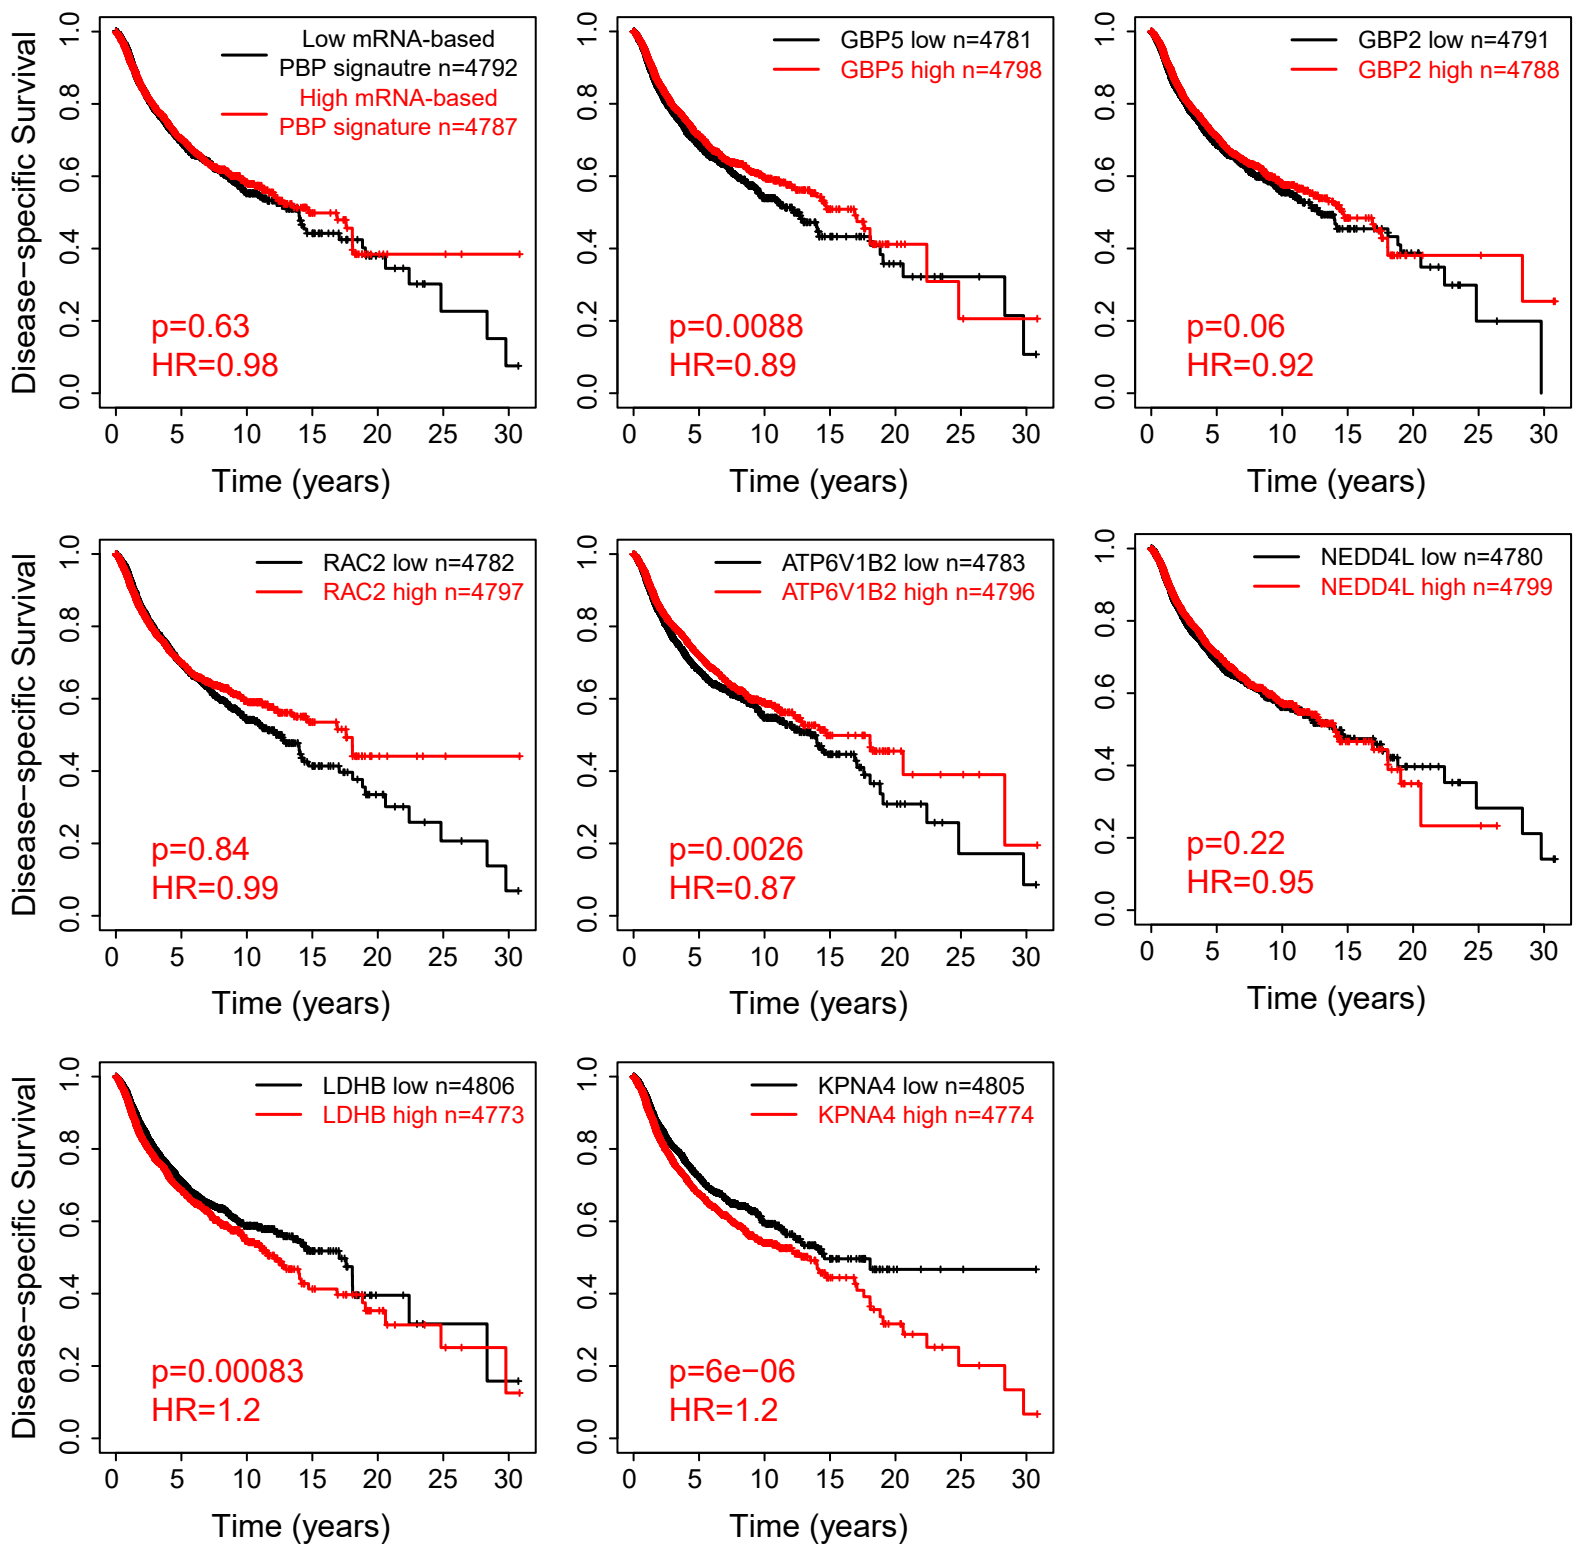 Low mRNA-based
PBP signautre n=4792
High mRNA-based
PBP signature n=4787
Disease−specific Survival
1.0
0.8
0.6
0.4
0.2
0.0
p=0.63
HR=0.98
0 5 10 15 20 25 30
Time (years)
GBP5 low n=4781
GBP5 high n=4798
1.0
0.8
0.6
0.4
0.2
0.0
p=0.0088
HR=0.89
0 5 10 15 20 25 30
Time (years)
GBP2 low n=4791
GBP2 high n=4788
1.0
0.8
0.6
0.4
0.2
0.0
p=0.06
HR=0.92
0 5 10 15 20 25 30
Time (years)
RAC2 low n=4782
RAC2 high n=4797
Disease−specific Survival
1.0
0.8
0.6
0.4
0.2
0.0
p=0.84
HR=0.99
0 5 10 15 20 25 30
Time (years)
ATP6V1B2 low n=4783
ATP6V1B2 high n=4796
1.0
0.8
0.6
0.4
0.2
0.0
p=0.0026
HR=0.87
0 5 10 15 20 25 30
Time (years)
NEDD4L low n=4780
NEDD4L high n=4799
1.0
0.8
0.6
0.4
0.2
0.0
p=0.22
HR=0.95
0 5 10 15 20 25 30
Time (years)
LDHB low n=4806
LDHB high n=4773
Disease−specific Survival
1.0
0.8
0.6
0.4
0.2
0.0
p=0.00083
HR=1.2
0 5 10 15 20 25 30
Time (years)
KPNA4 low n=4805
KPNA4 high n=4774
1.0
0.8
0.6
0.4
0.2
0.0
p=6e−06
HR=1.2
0 5 10 15 20 25 30
Time (years)